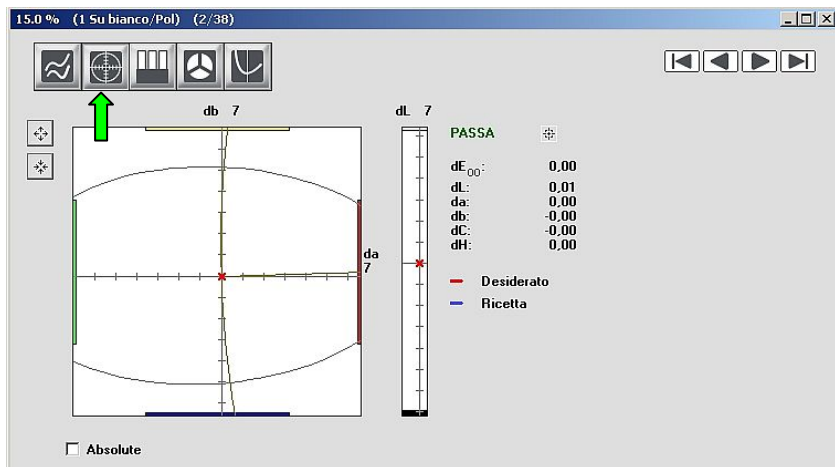 15.0 % (1 Su bianco/Pol) (2/38)
db 7
dL 7
da
7
PASSA
dE00: 0,00
dL: 0,01
da: 0,00
db: -0,00
dC: -0,00
dH: 0,00
Desiderato
Ricetta
Absolute